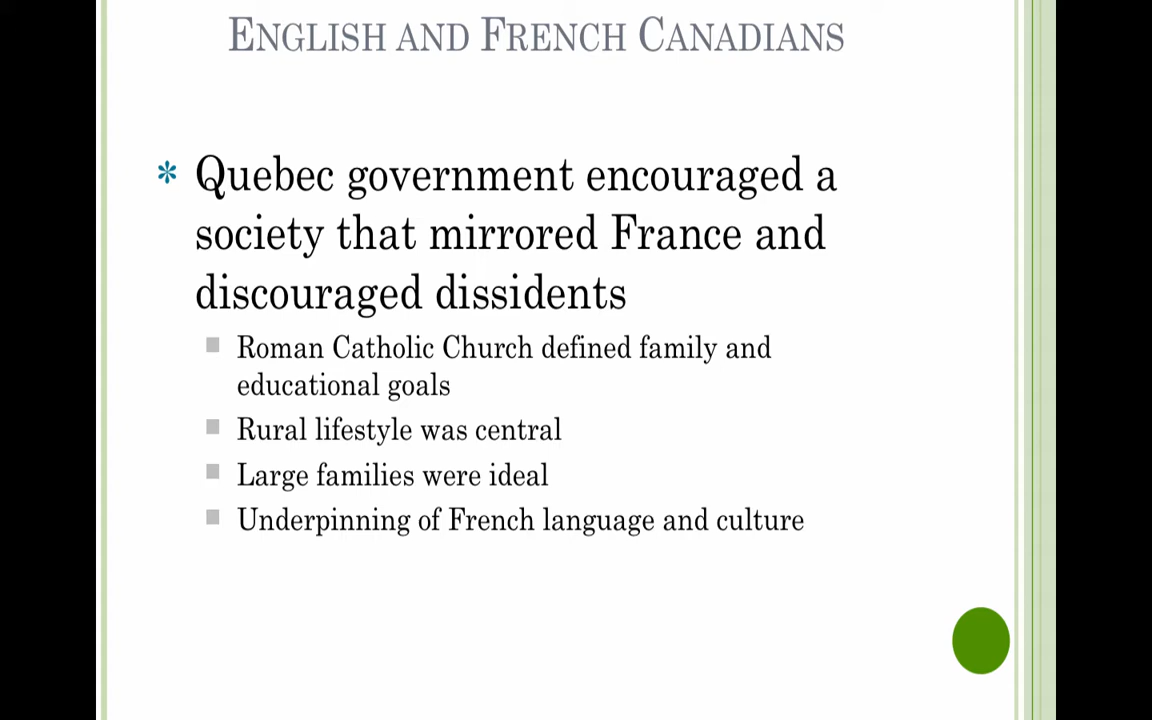 ENGLISH AND FRENCH CANADIANS
* Quebec government encouraged a
society that mirrored France and
discouraged dissidents
■ Roman Catholic Church defined family and
educational goals
■ Rural lifestyle was central
■ Large families were ideal
■ Underpinning of French language and culture